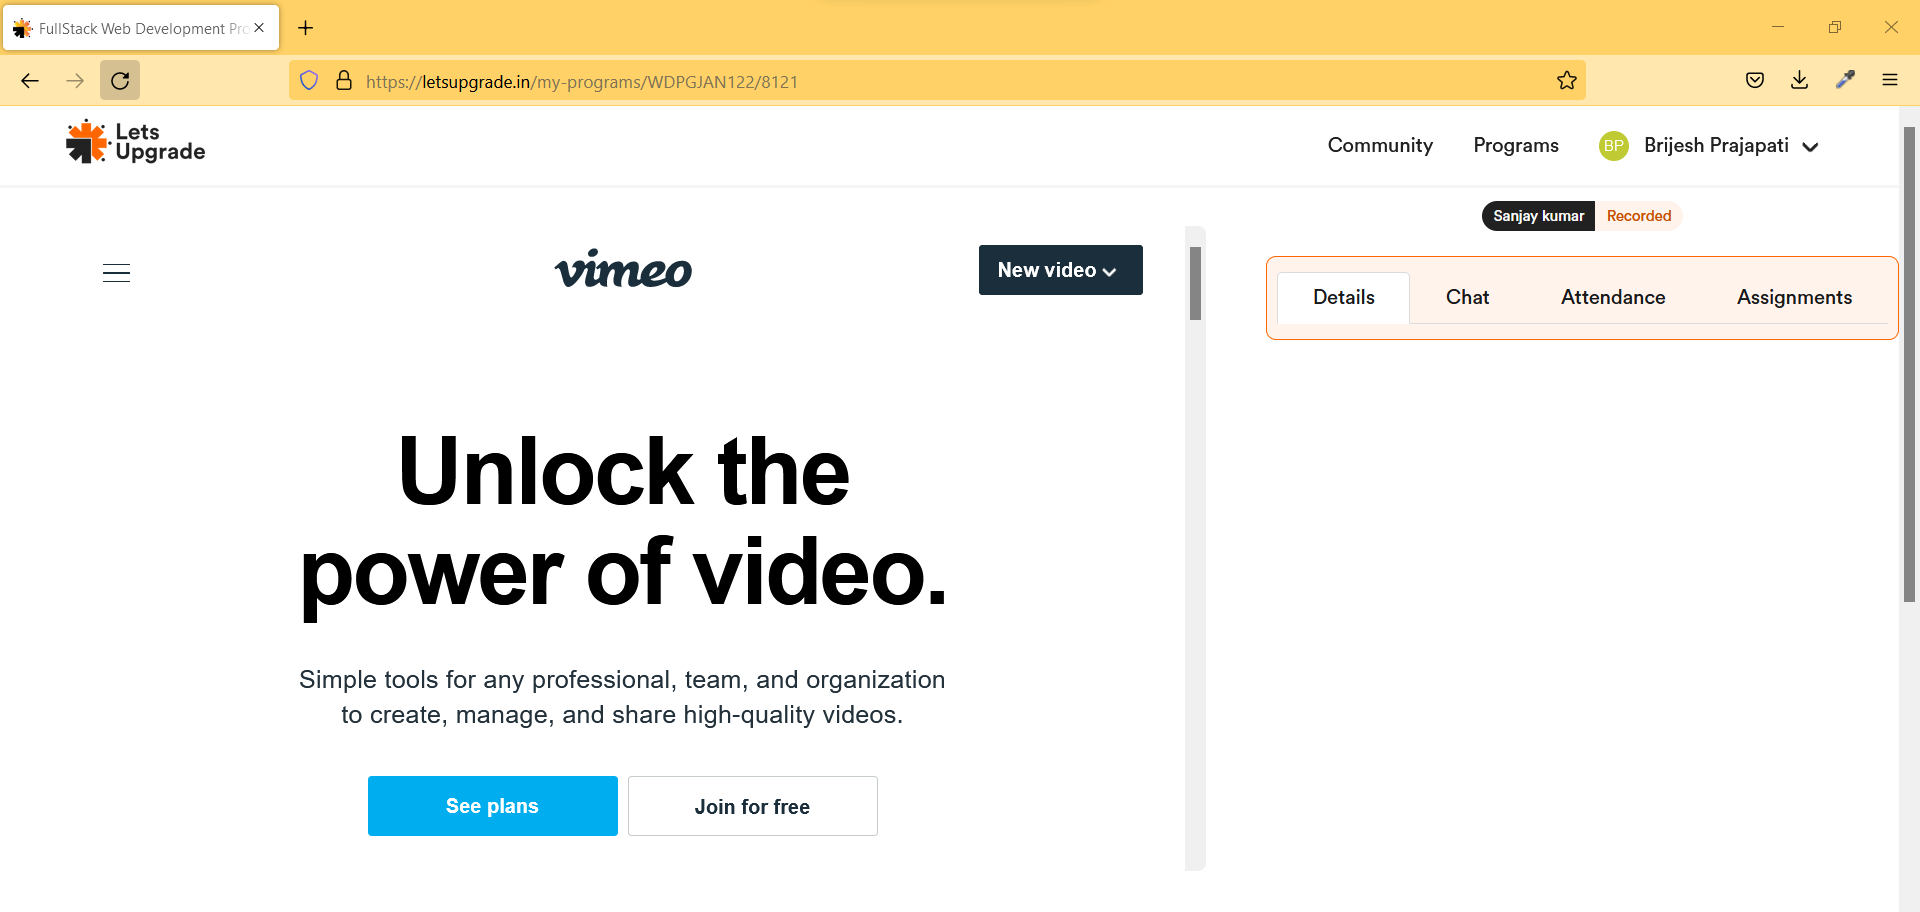 FullStack Web Development Pro
https://letsupgrade.in/my-programs/WDPGJAN122/8121
Lets
Upgrade
Community
Programs
BP
Brijesh Prajapati
Sanjay kumar
Recorded
vimeo
New video
Details
Chat
Attendance
Assignments
Unlock the
power of video.
Simple tools for any professional, team, and organization
to create, manage, and share high-quality videos.
See plans
Join for free